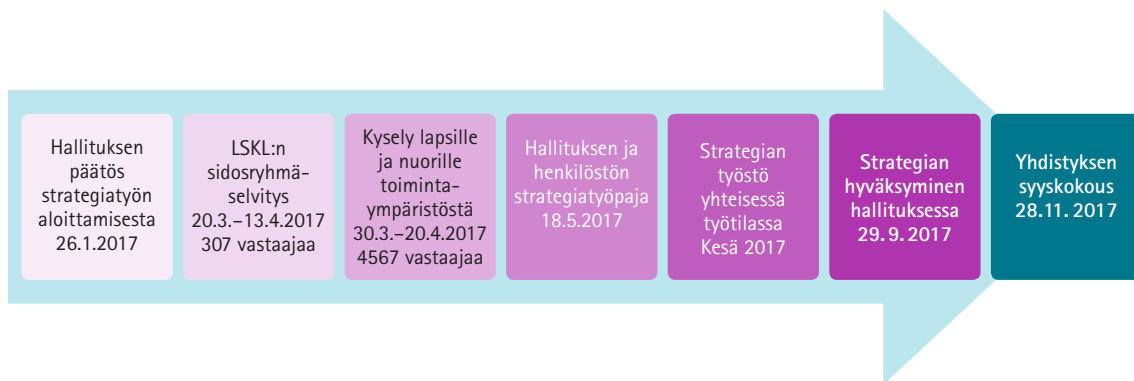 Hallituksen
päätös
strategiatyön
aloittamisesta
26.1.2017
LSKL:n
sidosryhmä-
selvitys
20.3.–13.4.2017
307 vastaajaa
Kysely lapsille
ja nuorille
toiminta-
ympäristöstä
30.3.–20.4.2017
4567 vastaajaa
Hallituksen ja
henkilöstön
strategiatyöpaja
18.5.2017
Strategian
työstö
yhteisessä
työtilassa
Kesä 2017
Strategian
hyväksyminen
hallituksessa
29.9.2017
Yhdistyksen
syyskokous
28.11.2017